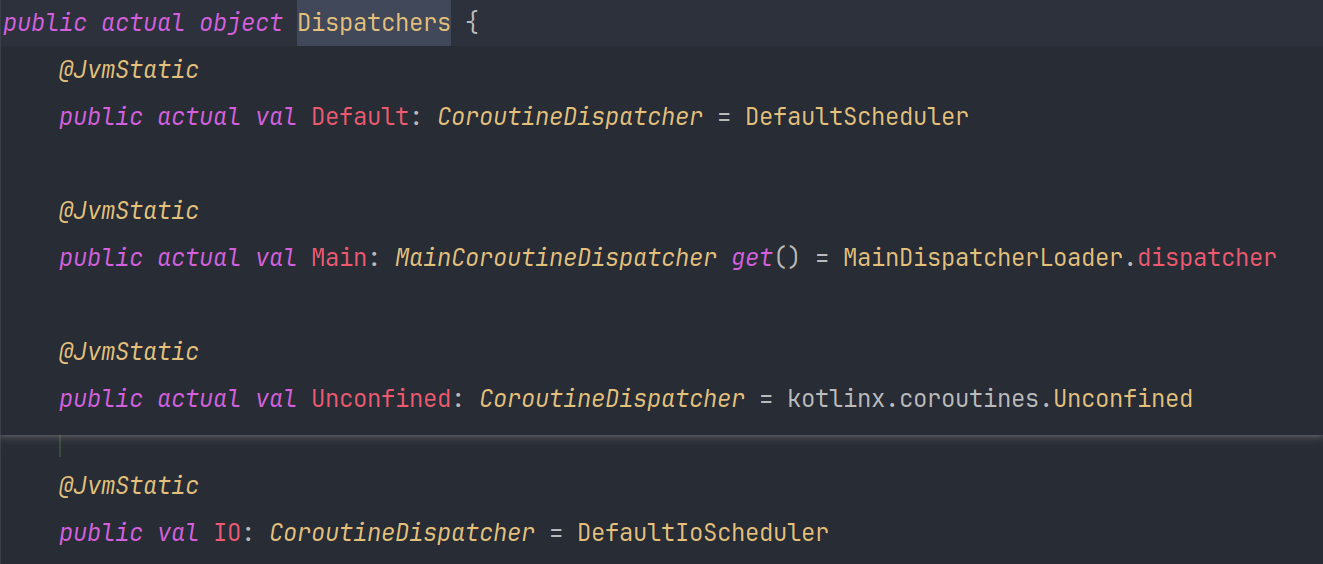 public actual object Dispatchers {
@JvmStatic
public actual val Default: CoroutineDispatcher = DefaultScheduler
@JvmStatic
public actual val Main: MainCoroutineDispatcher get() = MainDispatcherLoader.dispatcher
@JvmStatic
public actual val Unconfined: CoroutineDispatcher = kotlinx.coroutines.Unconfined
@JvmStatic
public val IO: CoroutineDispatcher = DefaultIoScheduler